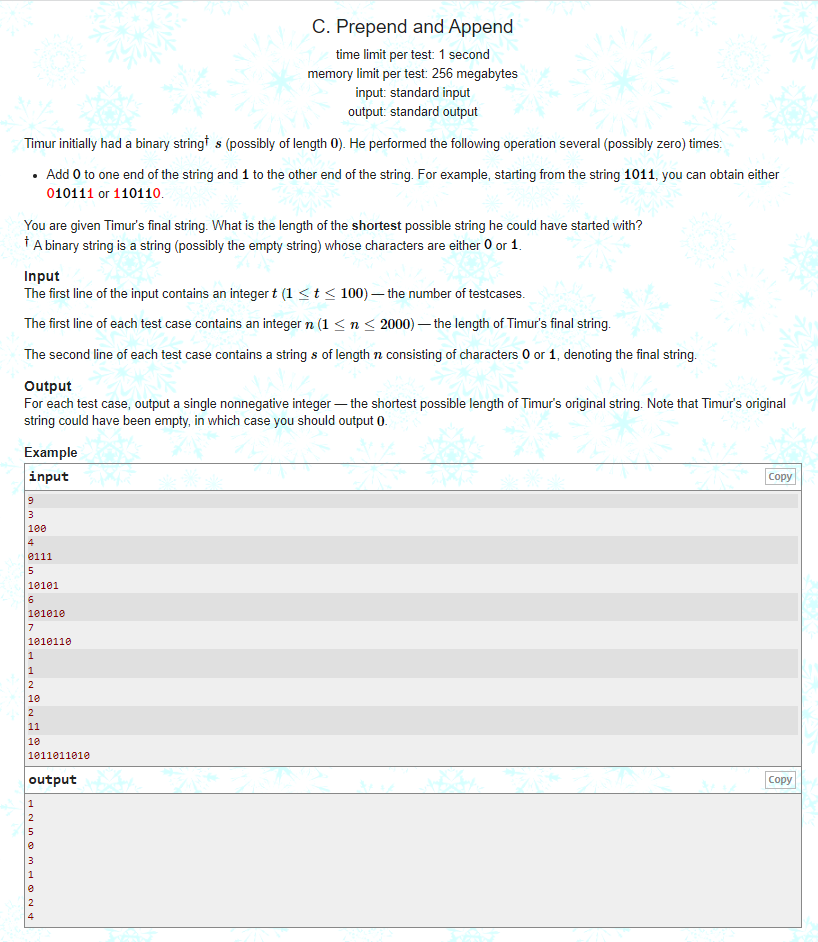 C. Prepend and Append
time limit per test: 1 second
memory limit per test: 256 megabytes
input: standard input
output: standard output
Timur initially had a binary string† s (possibly of length 0). He performed the following operation several (possibly zero) times:
• Add 0 to one end of the string and 1 to the other end of the string. For example, starting from the string 1011, you can obtain either
010111 or 110110.
You are given Timur's final string. What is the length of the shortest possible string he could have started with?
† A binary string is a string (possibly the empty string) whose characters are either 0 or 1.
Input
The first line of the input contains an integer t (1 ≤ t ≤ 100) — the number of testcases.
The first line of each test case contains an integer n (1 ≤ n ≤ 2000) — the length of Timur's final string.
The second line of each test case contains a string s of length n consisting of characters 0 or 1, denoting the final string.
Output
For each test case, output a single nonnegative integer — the shortest possible length of Timur's original string. Note that Timur's original
string could have been empty, in which case you should output 0.
Example
input Copy
9
3
100
4
0111
5
10101
6
101010
7
1010110
1
1
2
10
2
11
10
1011011010
output Copy
1
2
5
0
3
1
0
2
4